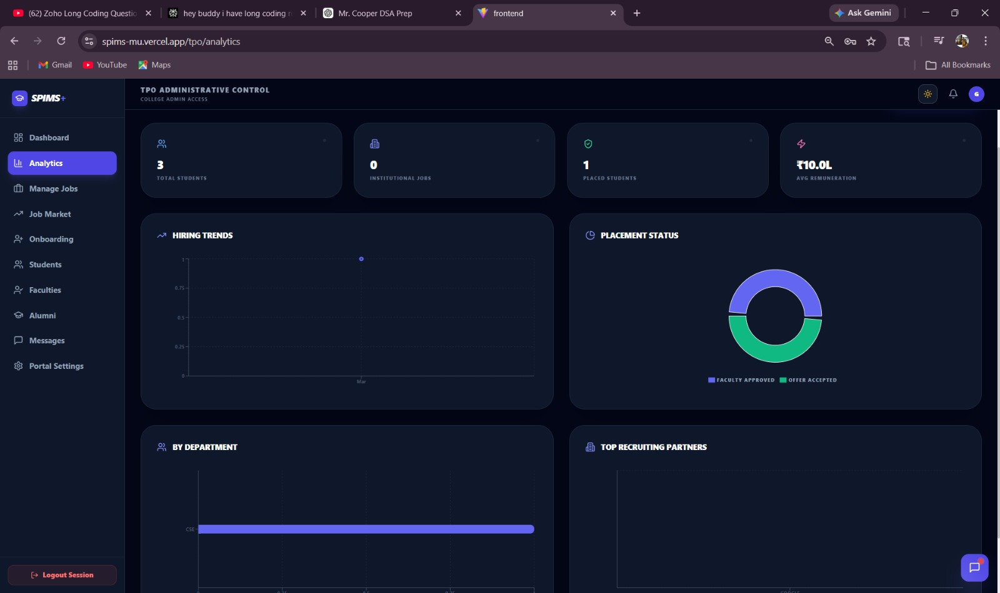 (62) Zoho Long Coding Questio
hey buddy i have long coding r
Mr. Cooper DSA Prep
frontend
Ask Gemini
spims-mu.vercel.app/tpo/analytics
Gmail
YouTube
Maps
All Bookmarks
SPIMS+
TPO ADMINISTRATIVE CONTROL
COLLEGE ADMIN ACCESS
G
Dashboard
Analytics
Manage Jobs
Job Market
Onboarding
Students
Faculties
Alumni
Messages
Portal Settings
Logout Session
3
TOTAL STUDENTS
0
INSTITUTIONAL JOBS
1
PLACED STUDENTS
₹10.0L
AVG REMUNERATION
HIRING TRENDS
1
0.75
0.5
0.25
0
Mar
PLACEMENT STATUS
FACULTY APPROVED
OFFER ACCEPTED
BY DEPARTMENT
CSE
TOP RECRUITING PARTNERS